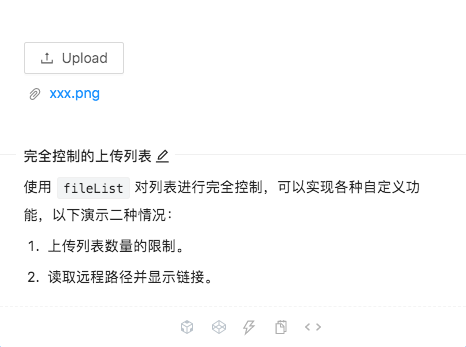 Upload
xxx.png
完全控制的上传列表
使用 fileList 对列表进行完全控制，可以实现各种自定义功
能，以下演示二种情况：
1. 上传列表数量的限制。
2. 读取远程路径并显示链接。